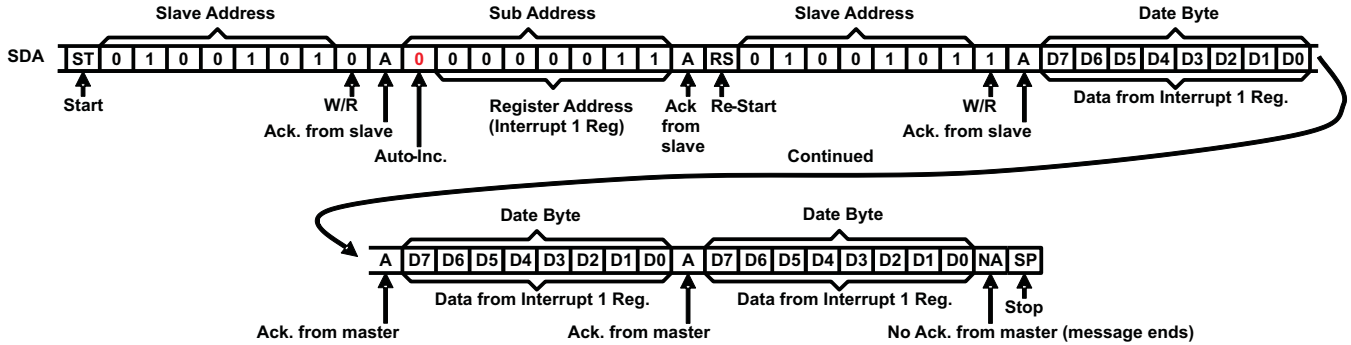 Slave Address Sub Address Slave Address Date Byte
SDA ST 0 1 0 0 1 0 1 0 A 0 0 0 0 0 0 1 1 A RS 0 1 0 0 1 0 1 1 A D7 D6 D5 D4 D3 D2 D1 D0
Start W/R Register Address Ack Re-Start W/R Data from Interrupt 1 Reg.
Ack. from slave (Interrupt 1 Reg) from Ack. from slave
slave
Auto-Inc. Continued
Date Byte Date Byte
A D7 D6 D5 D4 D3 D2 D1 D0 A D7 D6 D5 D4 D3 D2 D1 D0 NA SP
Data from Interrupt 1 Reg. Data from Interrupt 1 Reg. Stop
Ack. from master Ack. from master No Ack. from master (message ends)